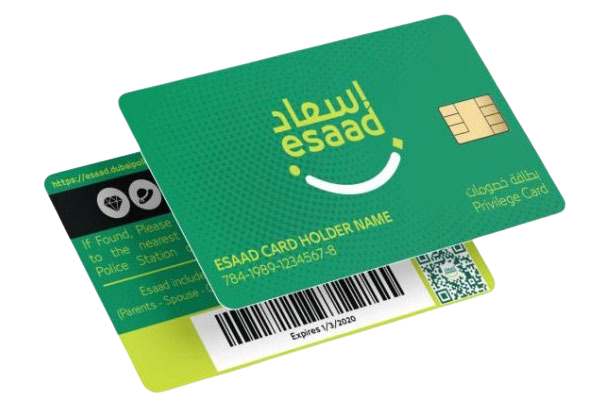 إسعاد
esaad
بطاقة خصومات
Privilege Card
ESAAD CARD HOLDER NAME
784-1989-1234567-8
https://esaad.dubaipol
If Found, Please
to the nearest
Police Station
Esaad include
(Parents - Spouse -
Expires 1/3/2020